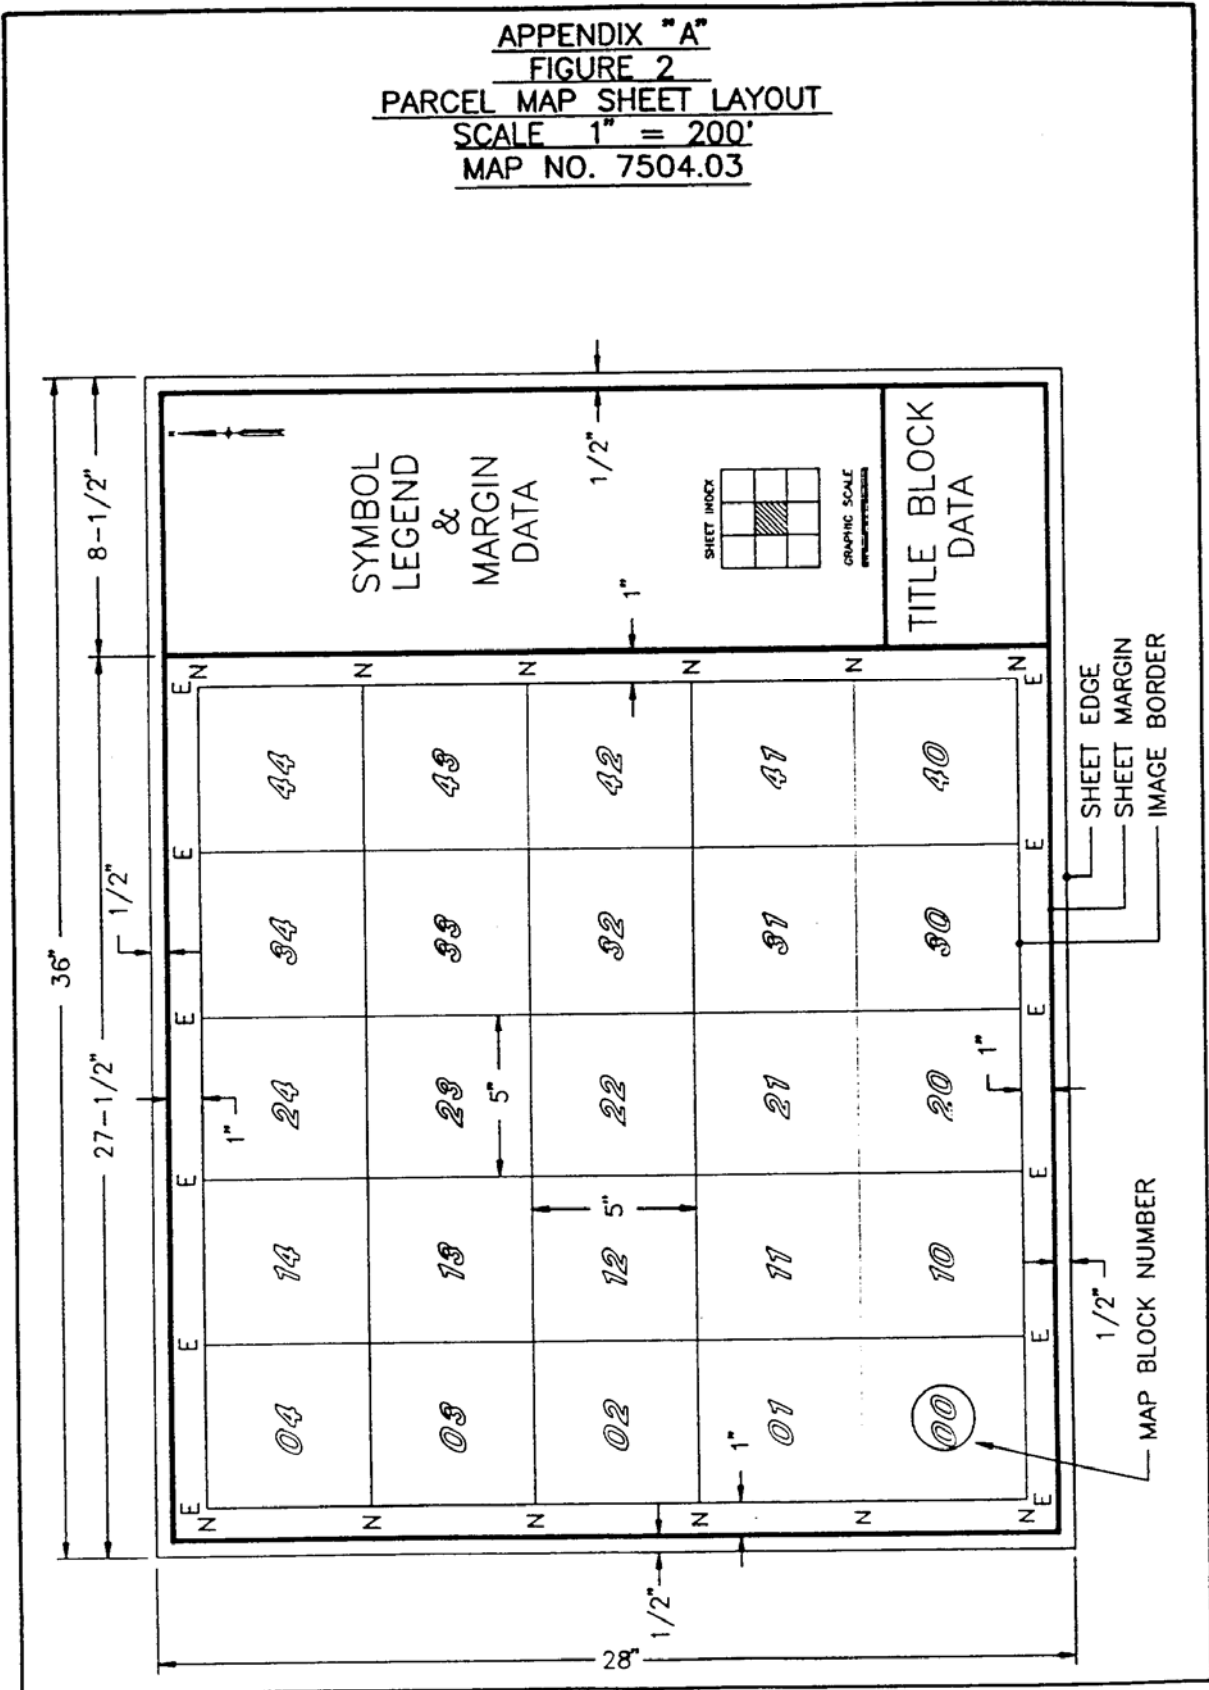 APPENDIX "A"
FIGURE 2
PARCEL MAP SHEET LAYOUT
SCALE 1" = 200'
MAP NO. 7504.03
36"
8-1/2"
27-1/2"
1/2"
1"
SYMBOL
LEGEND
&
MARGIN
DATA
1/2"
SHEET INDEX
GRAPHIC SCALE
TITLE BLOCK
DATA
1"
E N N N N N N E
44 43 42 41 40
E E
34 33 32 31 30
E E
24 23 22 21 20
5"
1"
E E
5"
14 13 12 11 10
E E
04 03 02 01 00
1"
E N N N N N N E
1/2"
28"
1/2"
SHEET EDGE
SHEET MARGIN
IMAGE BORDER
MAP BLOCK NUMBER